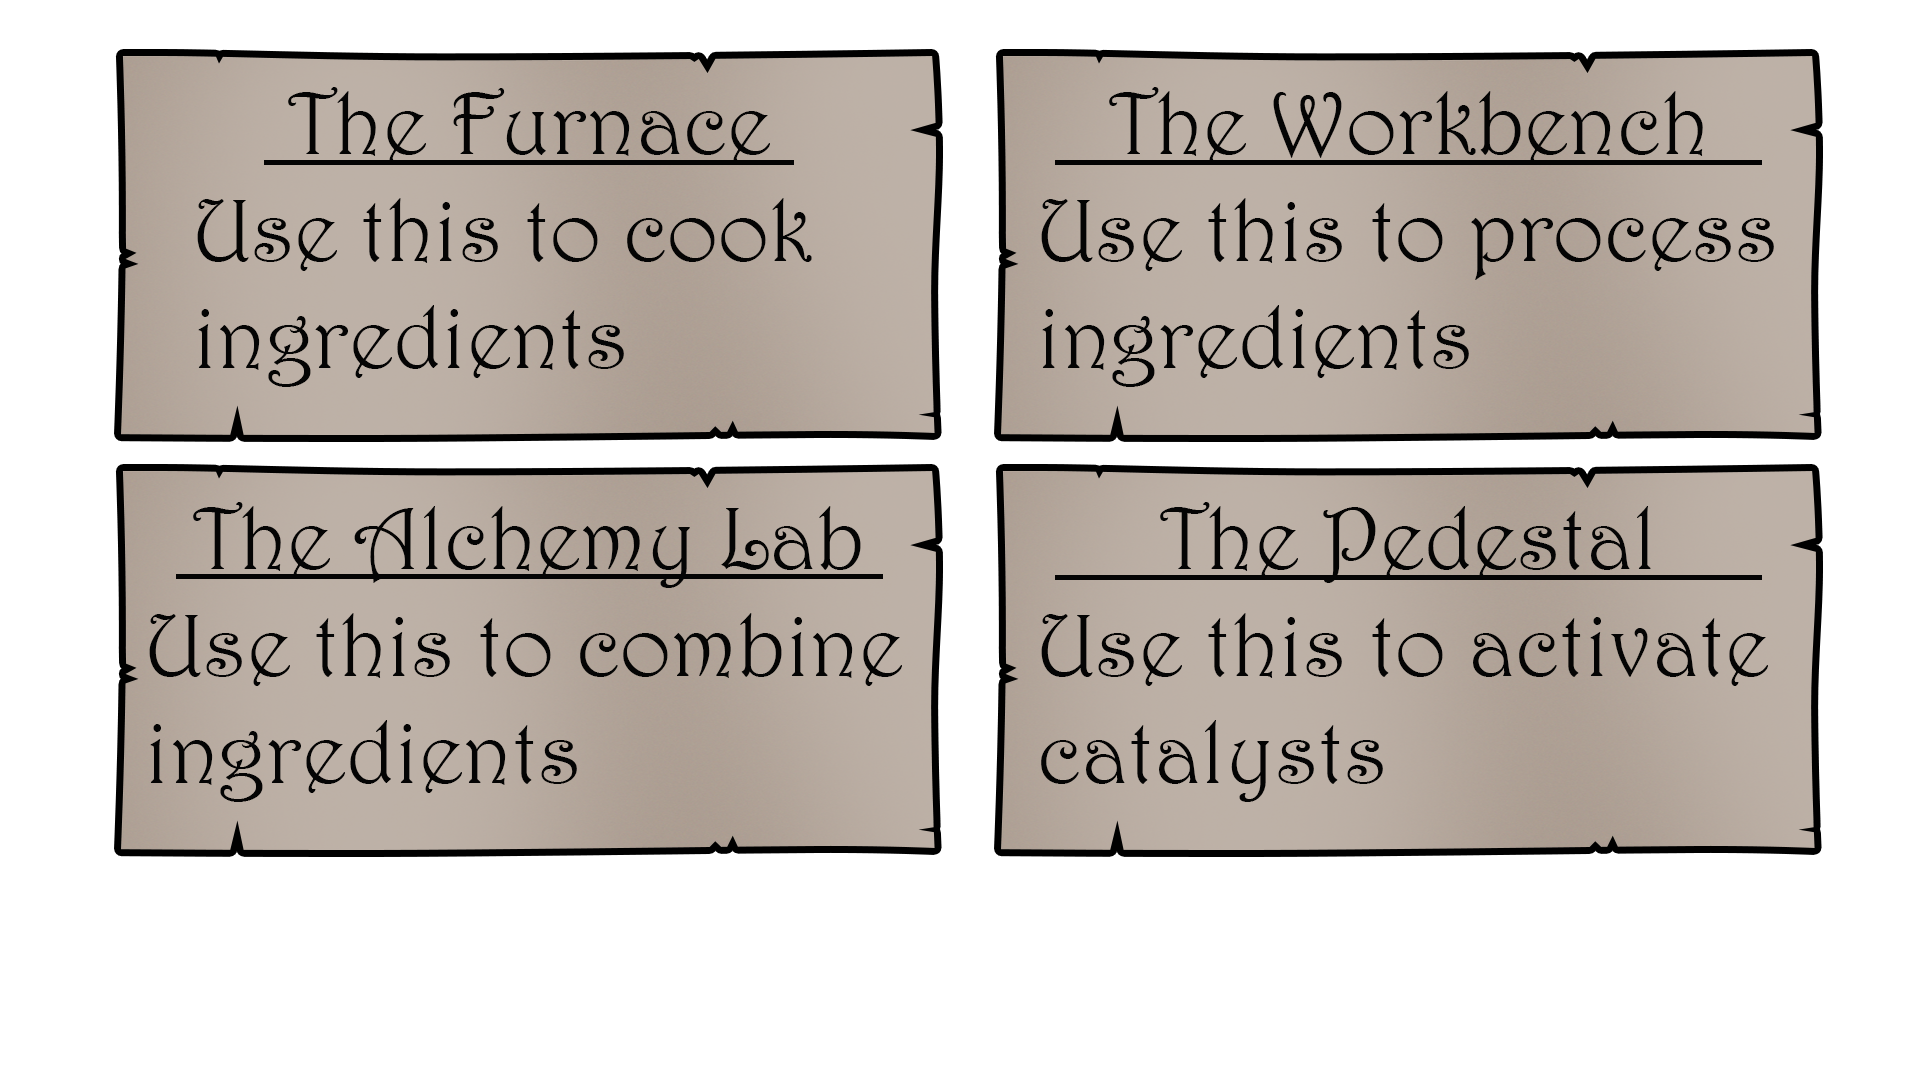 The Furnace
Use this to cook
ingredients
The Workbench
Use this to process
ingredients
The Alchemy Lab
Use this to combine
ingredients
The Pedestal
Use this to activate
catalysts